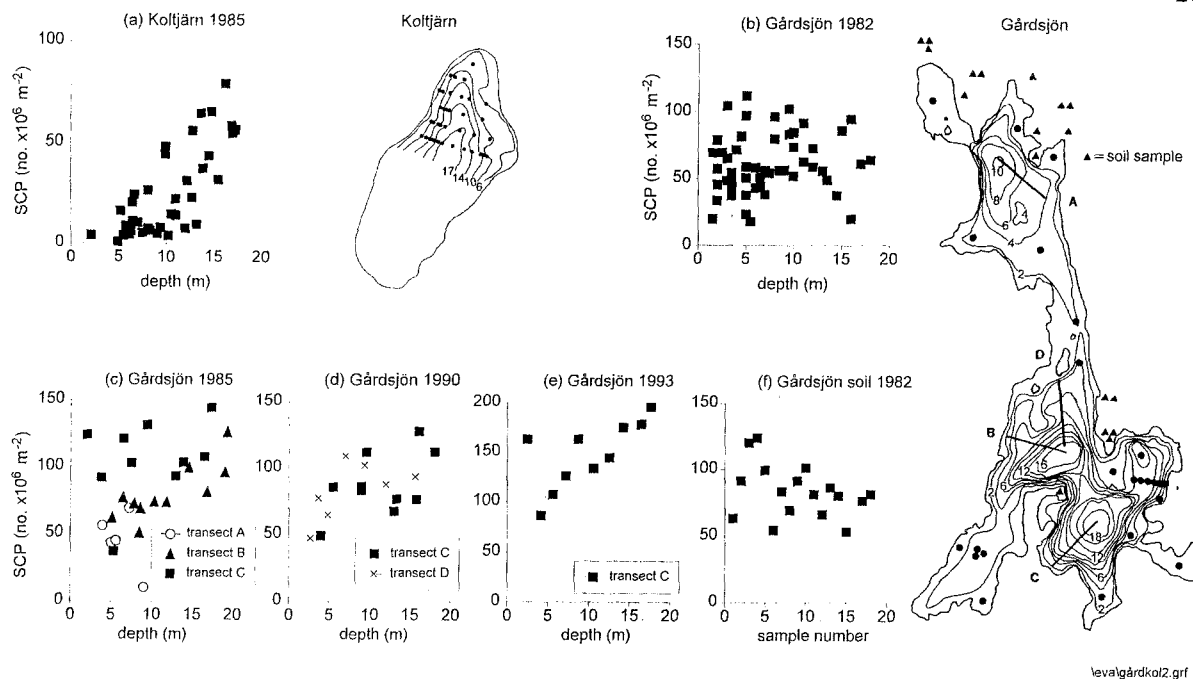 (a) Koltjärn 1985
SCP (no. x10⁶ m⁻²)
100
50
0
0 5 10 15 20
depth (m)
Koltjärn
17 14 10 6
(b) Gårdsjön 1982
SCP (no. x10⁶ m⁻²)
150
100
50
0
0 5 10 15 20
depth (m)
Gårdsjön
▲ = soil sample
10
8
6
4
4
2
A
D
B
2
6
12
16
18
12
6
2
C
(c) Gårdsjön 1985
SCP (no. x10⁶ m⁻²)
150
100
50
0
0 5 10 15 20
depth (m)
transect A
transect B
transect C
(d) Gårdsjön 1990
150
100
50
0
0 5 10 15 20
depth (m)
transect C
transect D
(e) Gårdsjön 1993
200
150
100
50
0
0 5 10 15 20
depth (m)
transect C
(f) Gårdsjön soil 1982
150
100
50
0
0 5 10 15 20
sample number
\eva\gårdkol2.grf